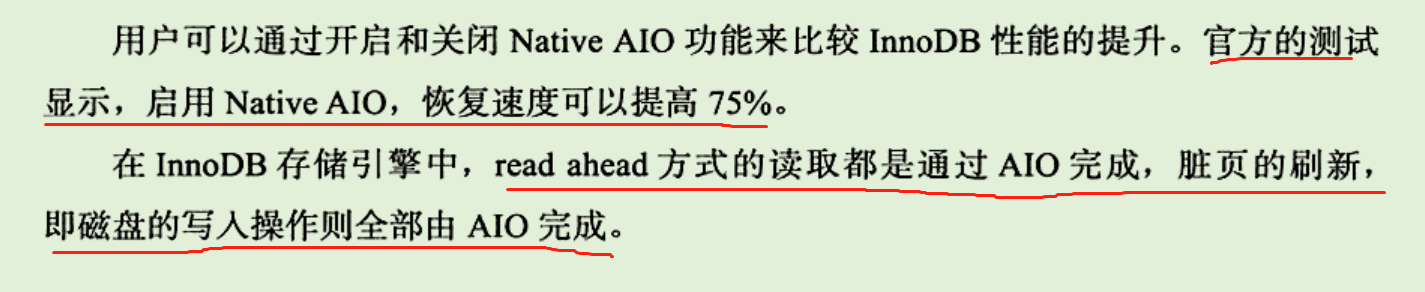 用户可以通过开启和关闭 Native AIO 功能来比较 InnoDB 性能的提升。官方的测试
显示，启用 Native AIO，恢复速度可以提高 75%。
在 InnoDB 存储引擎中，read ahead 方式的读取都是通过 AIO 完成，脏页的刷新，
即磁盘的写入操作则全部由 AIO 完成。